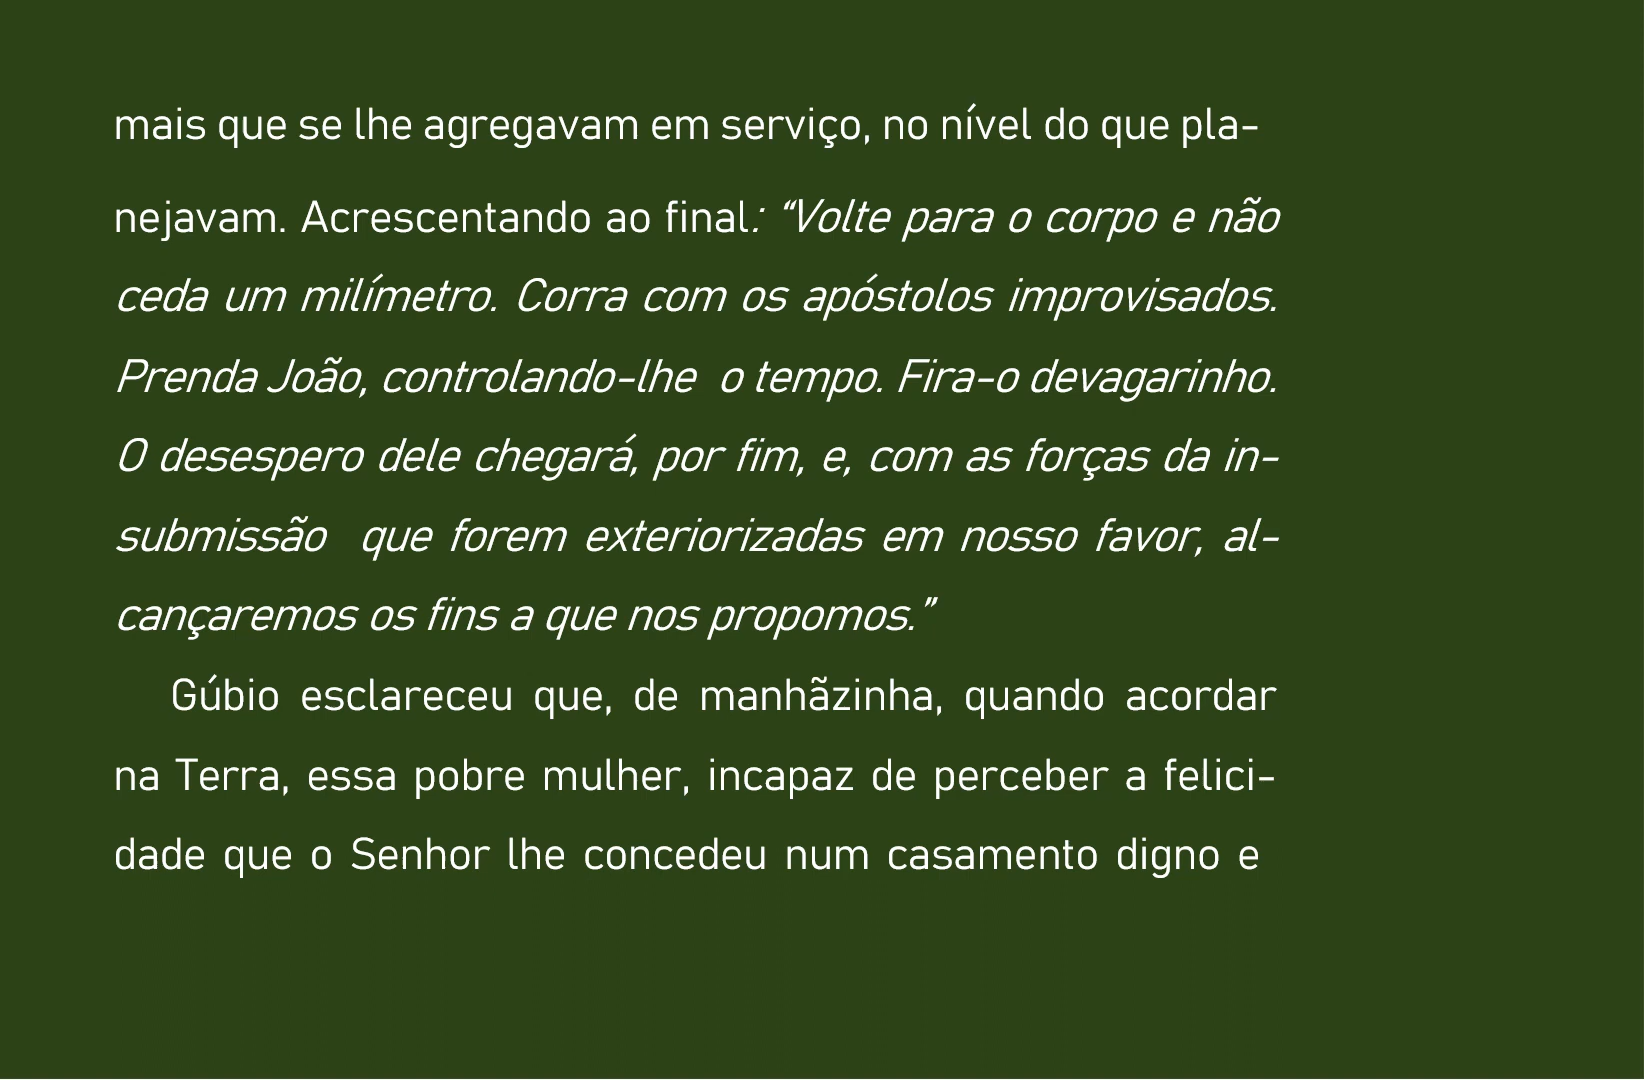 mais que se lhe agregavam em serviço, no nível do que pla-
nejavam. Acrescentando ao final: “Volte para o corpo e não
ceda um milímetro. Corra com os apóstolos improvisados.
Prenda João, controlando-lhe  o tempo. Fira-o devagarinho.
O desespero dele chegará, por fim, e, com as forças da in-
submissão  que forem exteriorizadas em nosso favor, al-
cançaremos os fins a que nos propomos.”
Gúbio esclareceu que, de manhãzinha, quando acordar
na Terra, essa pobre mulher, incapaz de perceber a felici-
dade que o Senhor lhe concedeu num casamento digno e